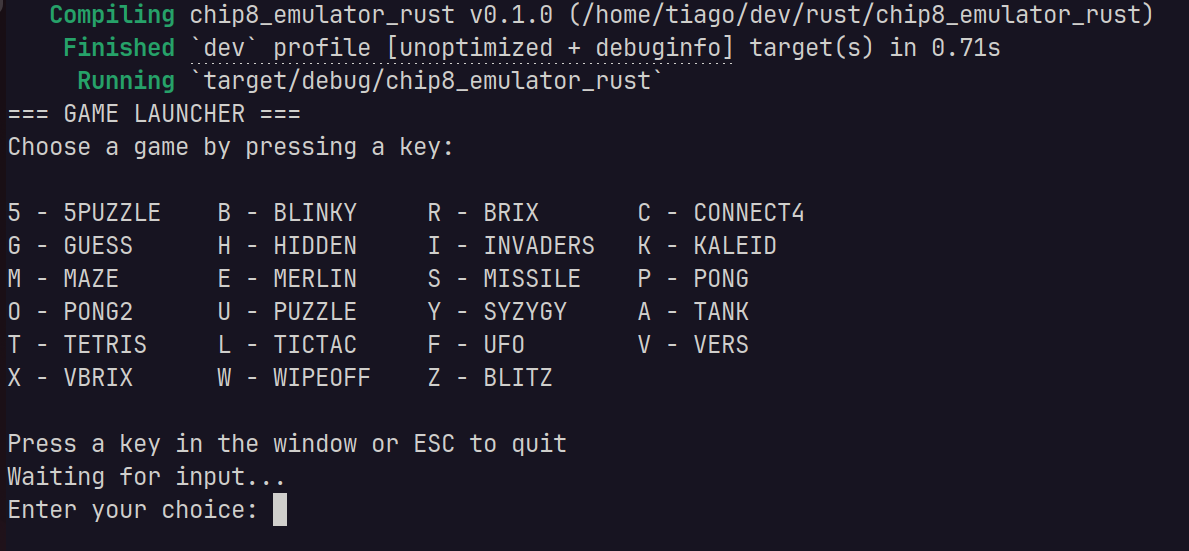 Compiling chip8_emulator_rust v0.1.0 (/home/tiago/dev/rust/chip8_emulator_rust)
Finished `dev` profile [unoptimized + debuginfo] target(s) in 0.71s
Running `target/debug/chip8_emulator_rust`
=== GAME LAUNCHER ===
Choose a game by pressing a key:
5 - 5PUZZLE    B - BLINKY     R - BRIX       C - CONNECT4
G - GUESS      H - HIDDEN     I - INVADERS   K - KALEID
M - MAZE       E - MERLIN     S - MISSILE    P - PONG
O - PONG2      U - PUZZLE     Y - SYZYGY     A - TANK
T - TETRIS     L - TICTAC     F - UFO        V - VERS
X - VBRIX      W - WIPEOFF    Z - BLITZ
Press a key in the window or ESC to quit
Waiting for input...
Enter your choice: